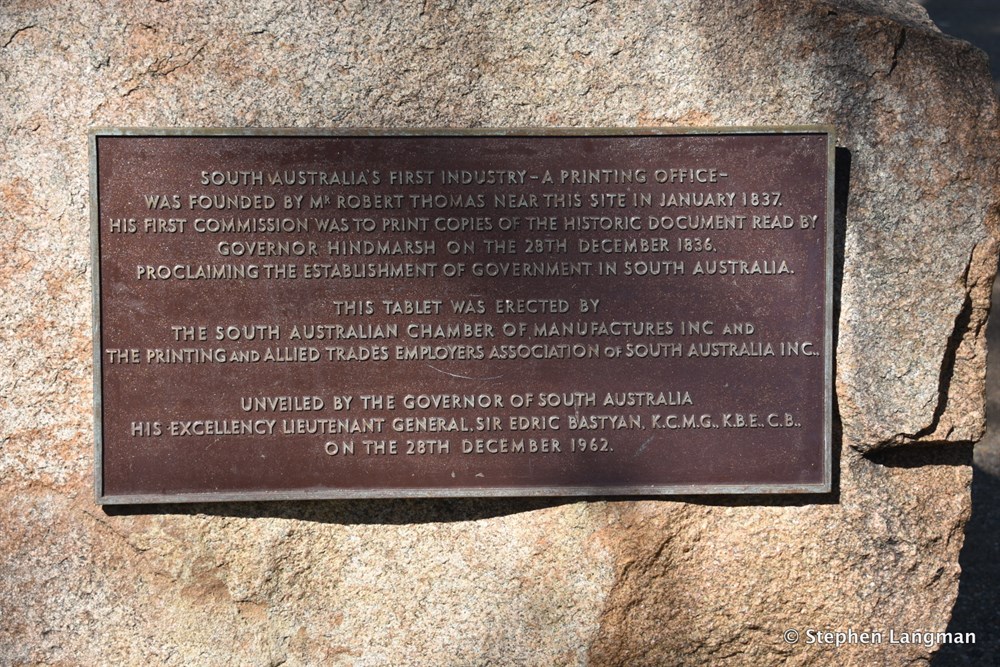 SOUTH AUSTRALIA'S FIRST INDUSTRY - A PRINTING OFFICE -
WAS FOUNDED BY MR ROBERT THOMAS NEAR THIS SITE IN JANUARY 1837.
HIS FIRST COMMISSION WAS TO PRINT COPIES OF THE HISTORIC DOCUMENT READ BY
GOVERNOR HINDMARSH ON THE 28TH DECEMBER 1836.
PROCLAIMING THE ESTABLISHMENT OF GOVERNMENT IN SOUTH AUSTRALIA.
THIS TABLET WAS ERECTED BY
THE SOUTH AUSTRALIAN CHAMBER OF MANUFACTURES INC AND
THE PRINTING AND ALLIED TRADES EMPLOYERS ASSOCIATION OF SOUTH AUSTRALIA INC..
UNVEILED BY THE GOVERNOR OF SOUTH AUSTRALIA
HIS EXCELLENCY LIEUTENANT GENERAL, SIR EDRIC BASTYAN, K.C.M.G., K.B.E., C.B.,
ON THE 28TH DECEMBER 1962.
© Stephen Langman